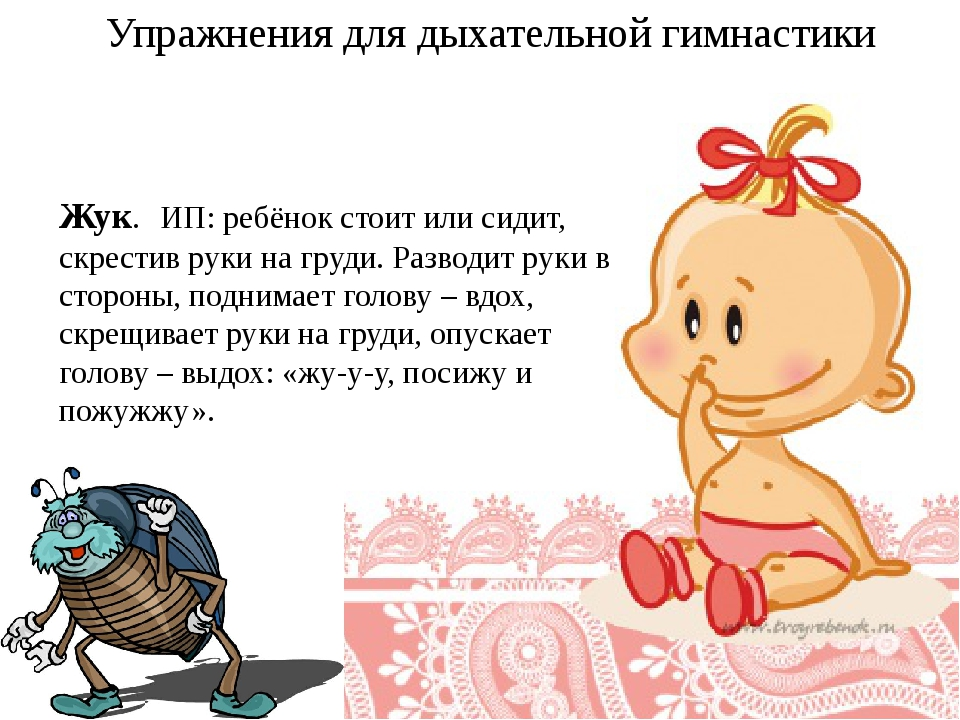 Упражнения для дыхательной гимнастики
Жук. ИП: ребёнок стоит или сидит,
скрестив руки на груди. Разводит руки в
стороны, поднимает голову – вдох,
скрещивает руки на груди, опускает
голову – выдох: «жу-у-у, посижу и
пожужжу».
www.tvoyrebenok.ru